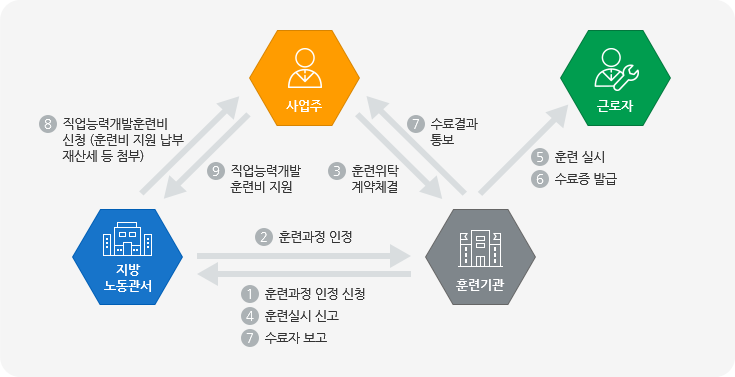 사업주
근로자
8 직업능력개발훈련비
신청 (훈련비 지원 납부
재산세 등 첨부)
7 수료결과
통보
9 직업능력개발
훈련비 지원
3 훈련위탁
계약체결
5 훈련 실시
6 수료증 발급
지방
노동관서
2 훈련과정 인정
훈련기관
1 훈련과정 인정 신청
4 훈련실시 신고
7 수료자 보고